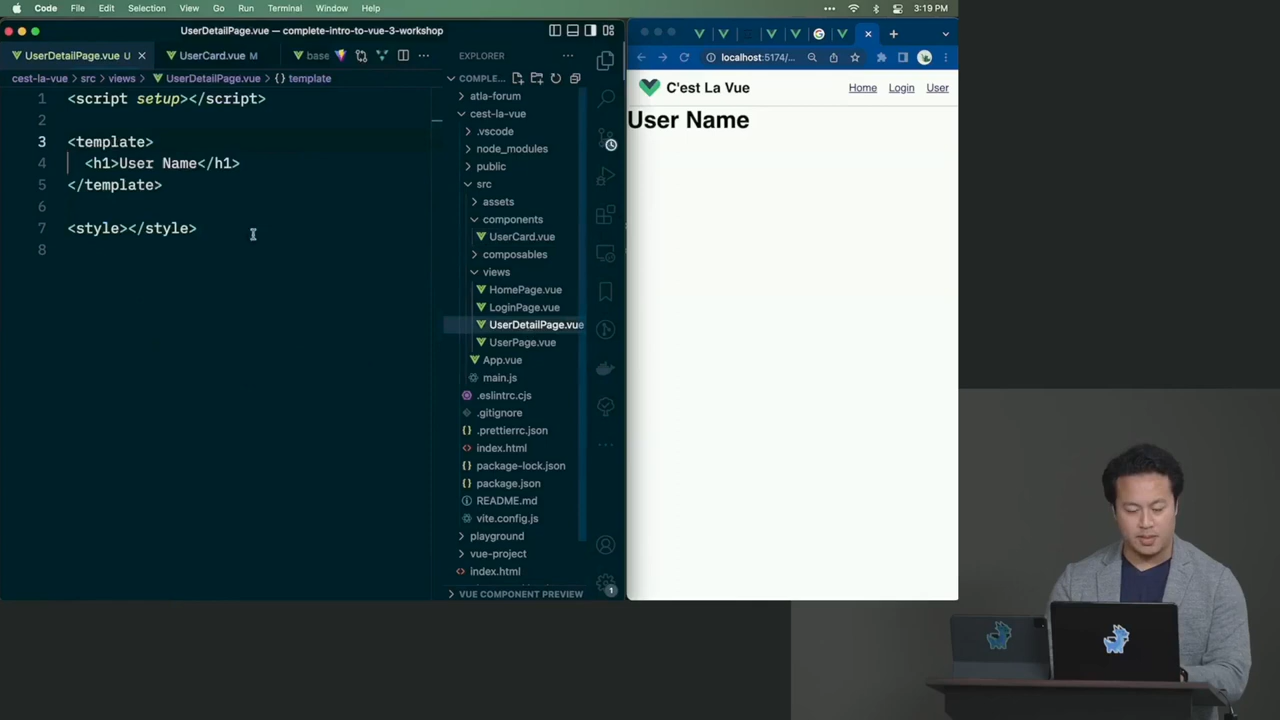 Code File Edit Selection View Go Run Terminal Window Help
3:19 PM
UserDetailPage.vue — complete-intro-to-vue-3-workshop
UserDetailPage.vue U
UserCard.vue M
base
cest-la-vue > src > views > UserDetailPage.vue > {} template
1 <script setup></script>
2
3 <template>
4 <h1>User Name</h1>
5 </template>
6
7 <style></style>
8
EXPLORER
COMPLE...
atla-forum
cest-la-vue
.vscode
node_modules
public
src
assets
components
UserCard.vue
composables
views
HomePage.vue
LoginPage.vue
UserDetailPage.vue
UserPage.vue
App.vue
main.js
.eslintrc.cjs
.gitignore
.prettierrc.json
index.html
package-lock.json
package.json
README.md
vite.config.js
playground
vue-project
index.html
VUE COMPONENT PREVIEW
1
localhost:5174/...
C'est La Vue
Home Login User
User Name